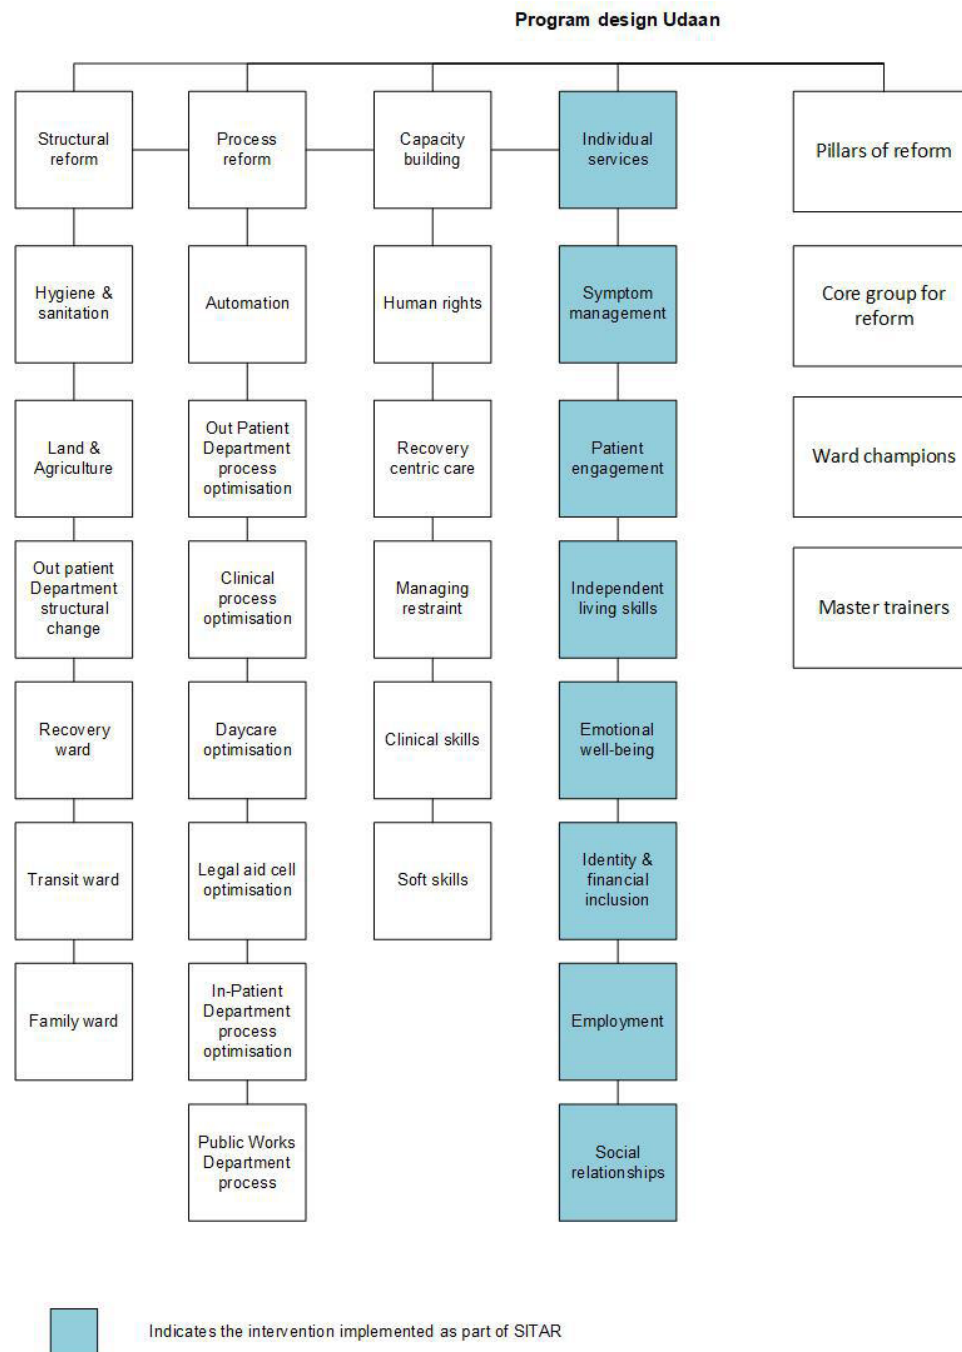 Program design Udaan
Structural
reform
Process
reform
Capacity
building
Individual
services
Pillars of reform
Hygiene &
sanitation
Automation
Human rights
Symptom
management
Core group for
reform
Land &
Agriculture
Out Patient
Department
process
optimisation
Recovery
centric care
Patient
engagement
Ward champions
Out patient
Department
structural
change
Clinical
process
optimisation
Managing
restraint
Independent
living skills
Master trainers
Recovery
ward
Daycare
optimisation
Clinical skills
Emotional
well-being
Transit ward
Legal aid cell
optimisation
Soft skills
Identity &
financial
inclusion
Family ward
In-Patient
Department
process
optimisation
Employment
Public Works
Department
process
Social
relationships
Indicates the intervention implemented as part of SITAR